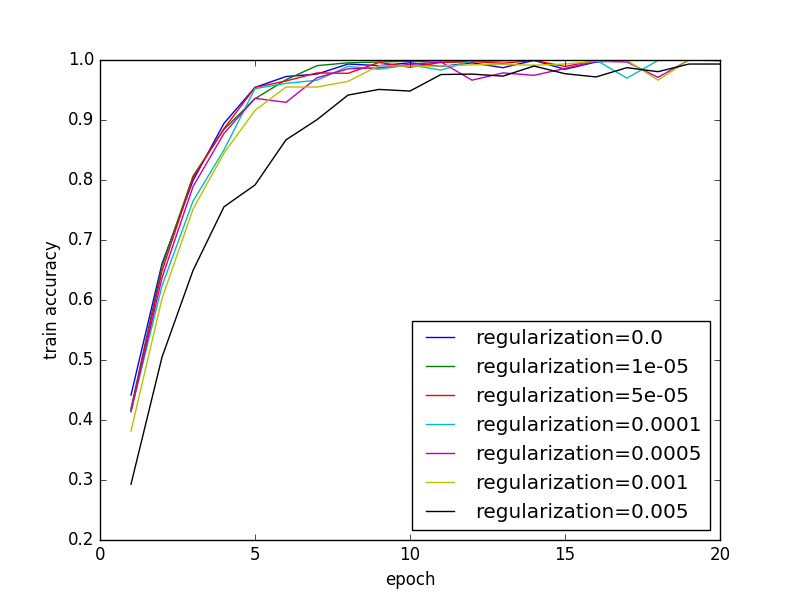 1.0
0.9
0.8
0.7
0.6
0.5
0.4
0.3
0.2
train accuracy
regularization=0.0
regularization=1e-05
regularization=5e-05
regularization=0.0001
regularization=0.0005
regularization=0.001
regularization=0.005
0 5 10 15 20
epoch